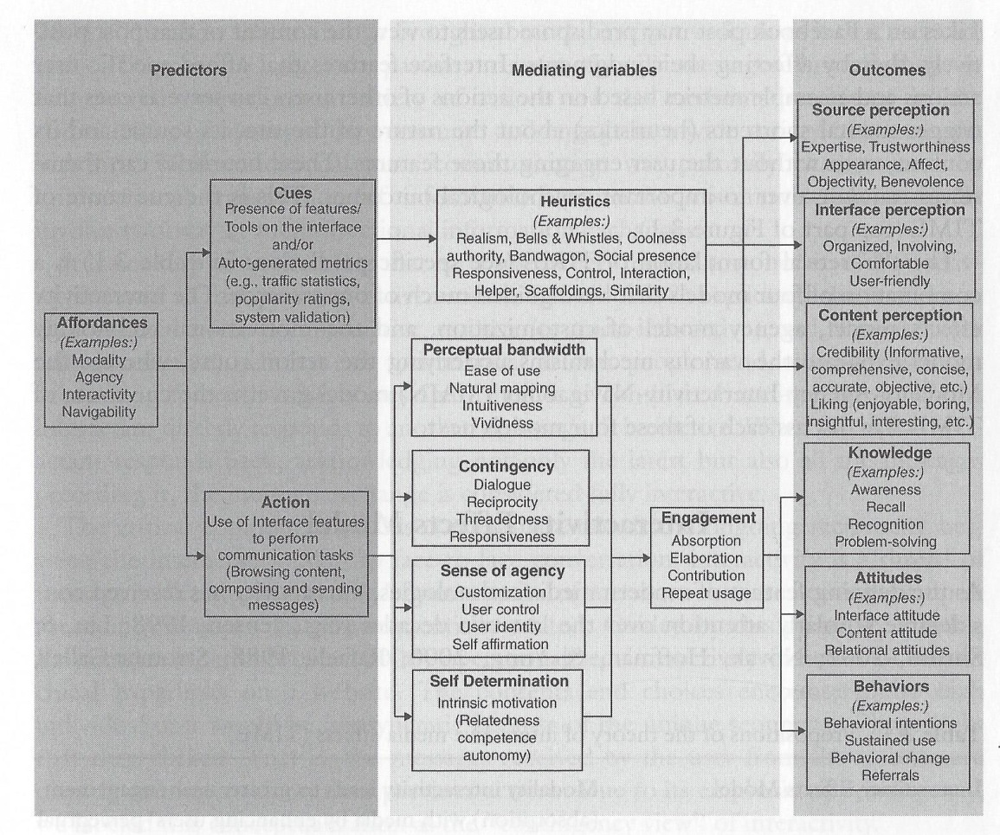 Predictors
Mediating variables
Outcomes
Affordances
(Examples:)
Modality
Agency
Interactivity
Navigability
Cues
Presence of features/
Tools on the interface
and/or
Auto-generated metrics
(e.g., traffic statistics,
popularity ratings,
system validation)
Action
Use of Interface features
to perform
communication tasks
(Browsing content,
composing and sending
messages)
Heuristics
(Examples:)
Realism, Bells & Whistles, Coolness
authority, Bandwagon, Social presence
Responsiveness, Control, Interaction,
Helper, Scaffoldings, Similarity
Perceptual bandwidth
Ease of use
Natural mapping
Intuitiveness
Vividness
Contingency
Dialogue
Reciprocity
Threadedness
Responsiveness
Sense of agency
Customization
User control
User identity
Self affirmation
Self Determination
Intrinsic motivation
(Relatedness
competence
autonomy)
Engagement
Absorption
Elaboration
Contribution
Repeat usage
Source perception
(Examples:)
Expertise, Trustworthiness
Appearance, Affect,
Objectivity, Benevolence
Interface perception
(Examples:)
Organized, Involving,
Comfortable
User-friendly
Content perception
(Examples:)
Credibility (Informative,
comprehensive, concise,
accurate, objective, etc.)
Liking (enjoyable, boring,
insightful, interesting, etc.)
Knowledge
(Examples:)
Awareness
Recall
Recognition
Problem-solving
Attitudes
(Examples:)
Interface attitude
Content attitude
Relational attitiudes
Behaviors
(Examples:)
Behavioral intentions
Sustained use
Behavioral change
Referrals